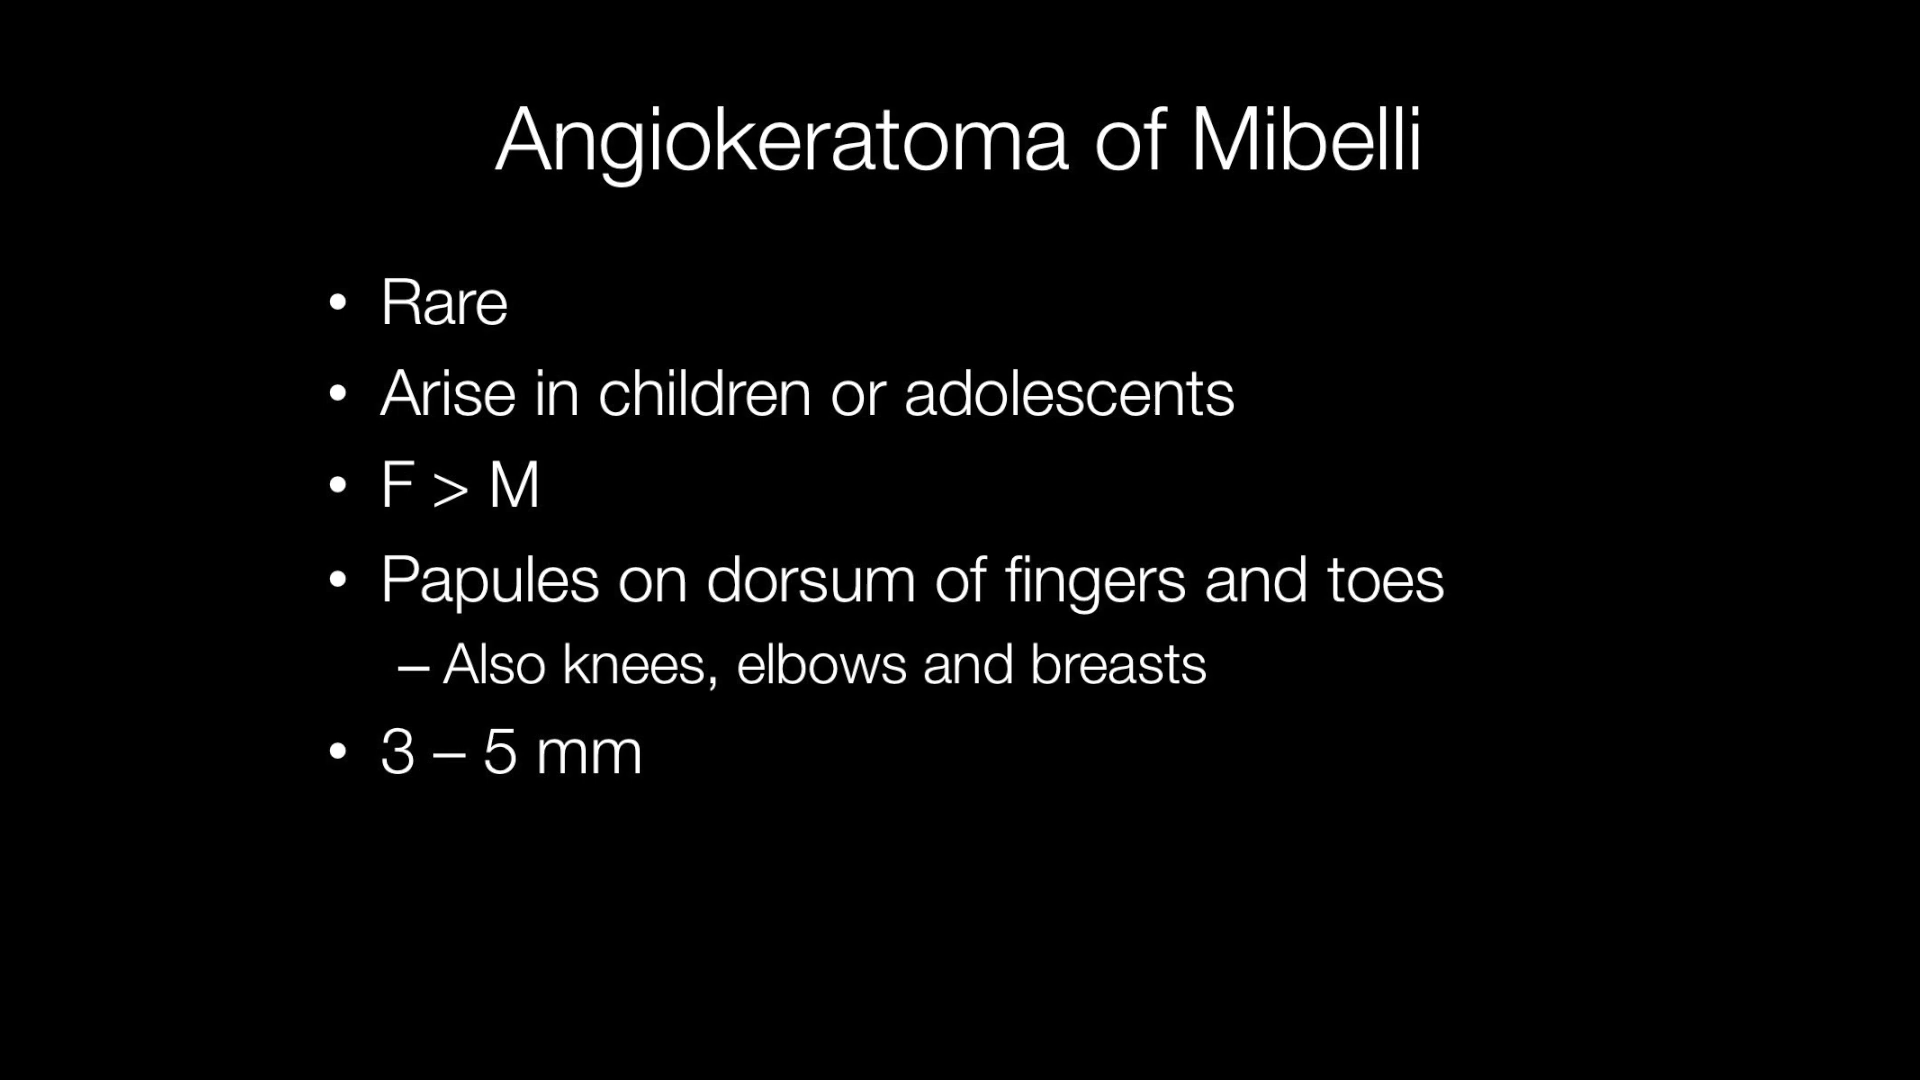 Angiokeratoma of Mibelli
• Rare
• Arise in children or adolescents
• F > M
• Papules on dorsum of fingers and toes
– Also knees, elbows and breasts
• 3 – 5 mm